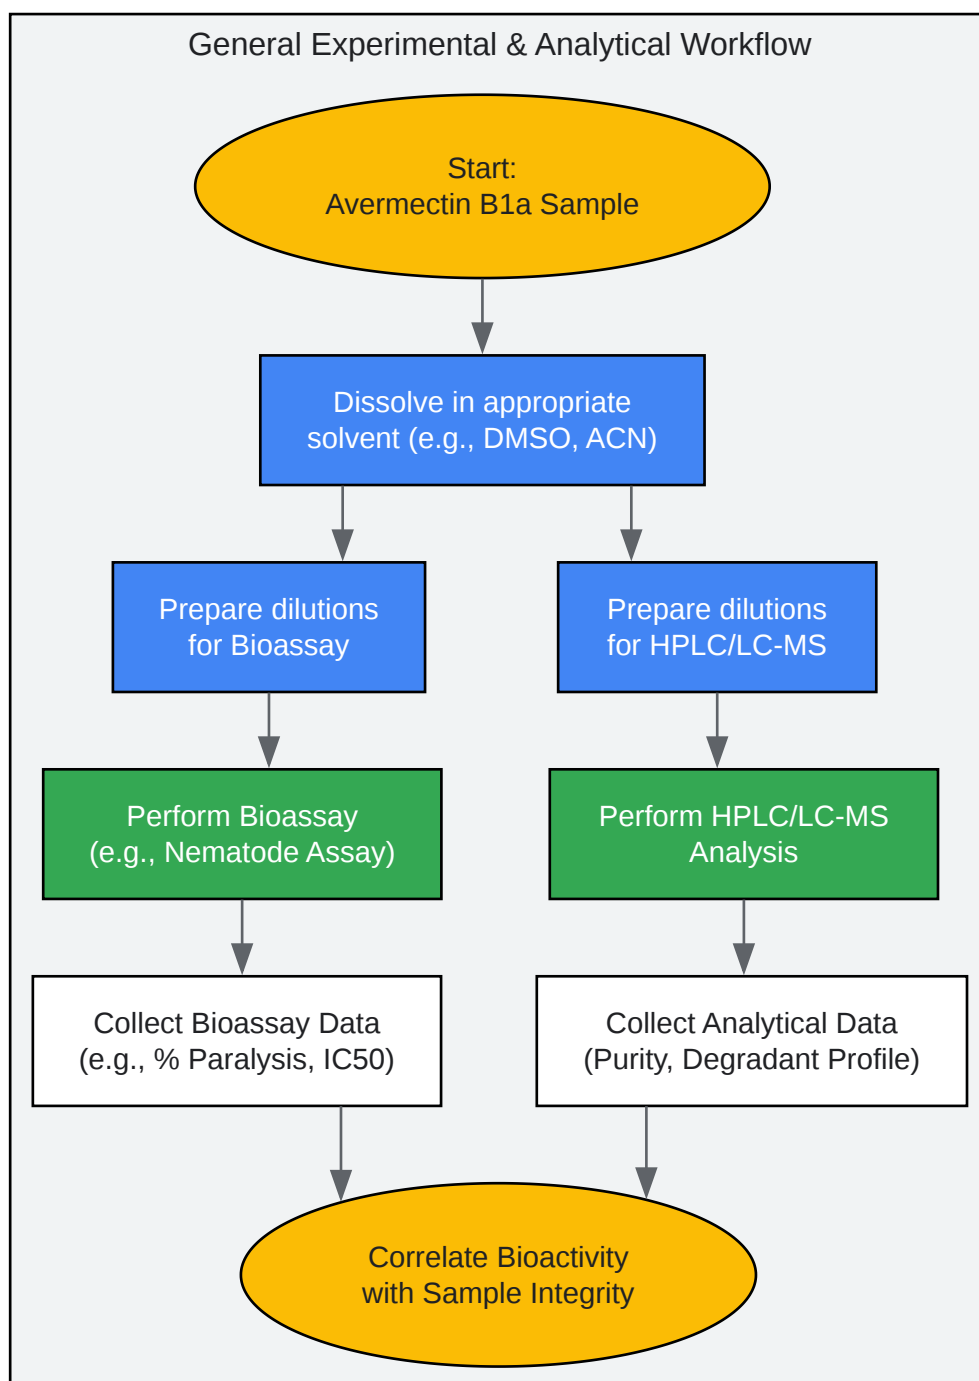 General Experimental & Analytical Workflow
Start:
Avermectin B1a Sample
Dissolve in appropriate
solvent (e.g., DMSO, ACN)
Prepare dilutions
for Bioassay
Prepare dilutions
for HPLC/LC-MS
Perform Bioassay
(e.g., Nematode Assay)
Perform HPLC/LC-MS
Analysis
Collect Bioassay Data
(e.g., % Paralysis, IC50)
Collect Analytical Data
(Purity, Degradant Profile)
Correlate Bioactivity
with Sample Integrity